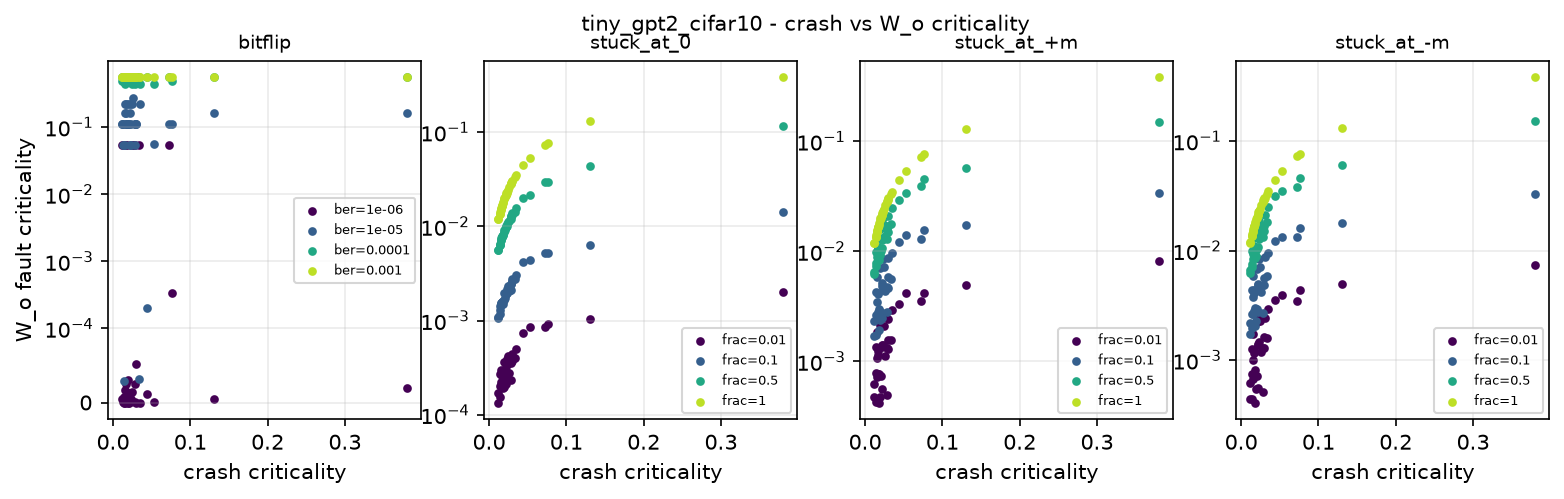 tiny_gpt2_cifar10 - crash vs W_o criticality
bitflip
stuck_at_0
stuck_at_+m
stuck_at_-m
W_o fault criticality
10⁻¹
10⁻²
10⁻³
10⁻⁴
0
ber=1e-06
ber=1e-05
ber=0.0001
ber=0.001
0.0 0.1 0.2 0.3
crash criticality
10⁻¹
10⁻²
10⁻³
10⁻⁴
frac=0.01
frac=0.1
frac=0.5
frac=1
0.0 0.1 0.2 0.3
crash criticality
10⁻¹
10⁻²
10⁻³
frac=0.01
frac=0.1
frac=0.5
frac=1
0.0 0.1 0.2 0.3
crash criticality
10⁻¹
10⁻²
10⁻³
frac=0.01
frac=0.1
frac=0.5
frac=1
0.0 0.1 0.2 0.3
crash criticality